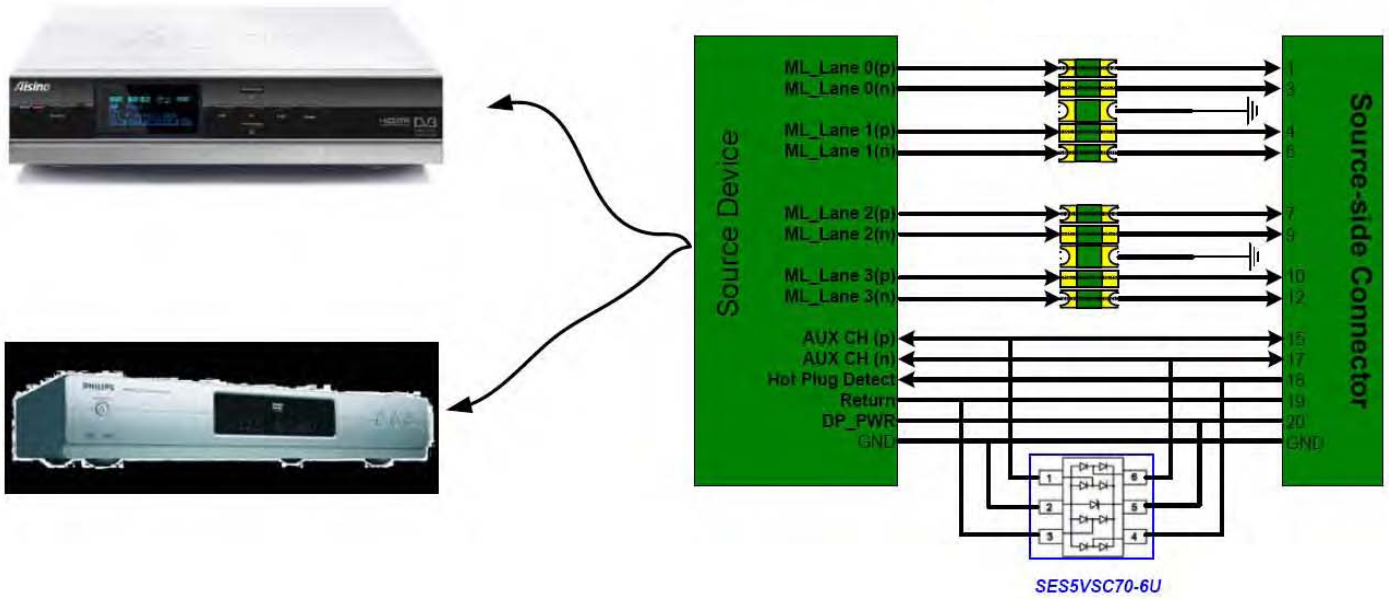 Aisino
HDMI DVB
PHILIPS
Source Device
ML_Lane 0(p)
ML_Lane 0(n)
ML_Lane 1(p)
ML_Lane 1(n)
ML_Lane 2(p)
ML_Lane 2(n)
ML_Lane 3(p)
ML_Lane 3(n)
AUX CH (p)
AUX CH (n)
Hot Plug Detect
Return
DP_PWR
GND
1
3
4
6
7
9
10
12
15
17
18
19
20
GND
Source-side Connector
1
2
3
6
5
4
SES5VSC70-6U